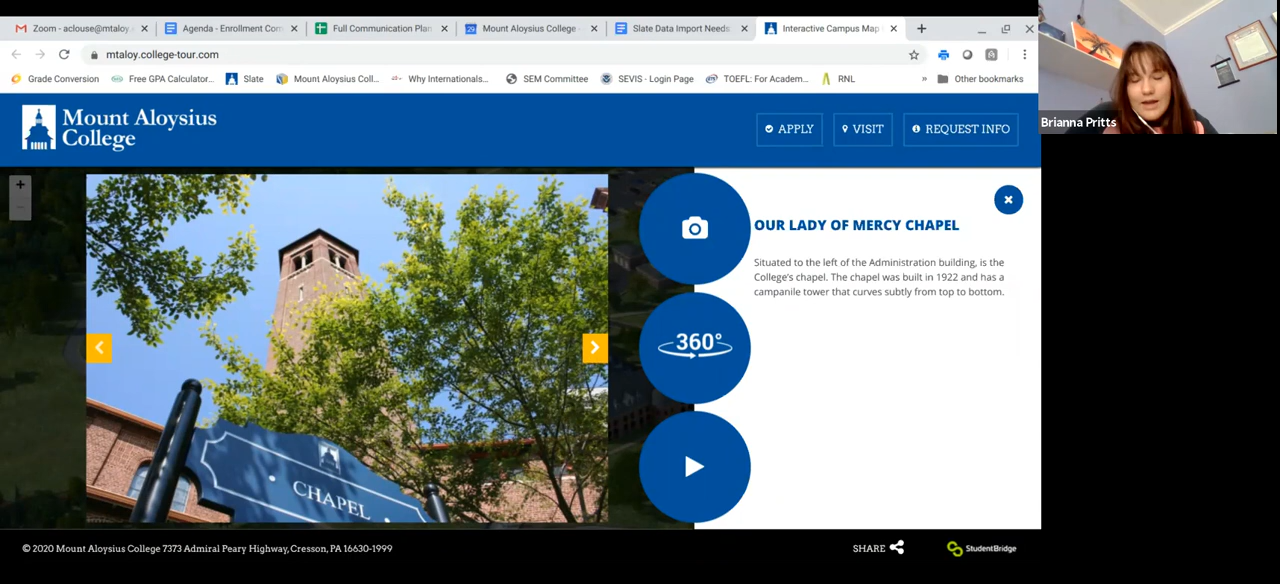 Zoom - aclouse@mtaloy
Agenda - Enrollment Com
Full Communication Plan
Mount Aloysius College -
Slate Data Import Needs
Interactive Campus Map
mtaloy.college-tour.com
Grade Conversion
Free GPA Calculator...
Slate
Mount Aloysius Coll...
Why Internationals...
SEM Committee
SEVIS - Login Page
TOEFL: For Academ...
RNL
»
Other bookmarks
Brianna Pritts
Mount Aloysius
College
APPLY
VISIT
REQUEST INFO
+
-
OUR LADY OF MERCY CHAPEL
Situated to the left of the Administration building, is the
College's chapel. The chapel was built in 1922 and has a
campanile tower that curves subtly from top to bottom.
360°
CHAPEL
© 2020 Mount Aloysius College 7373 Admiral Peary Highway, Cresson, PA 16630-1999
SHARE
StudentBridge